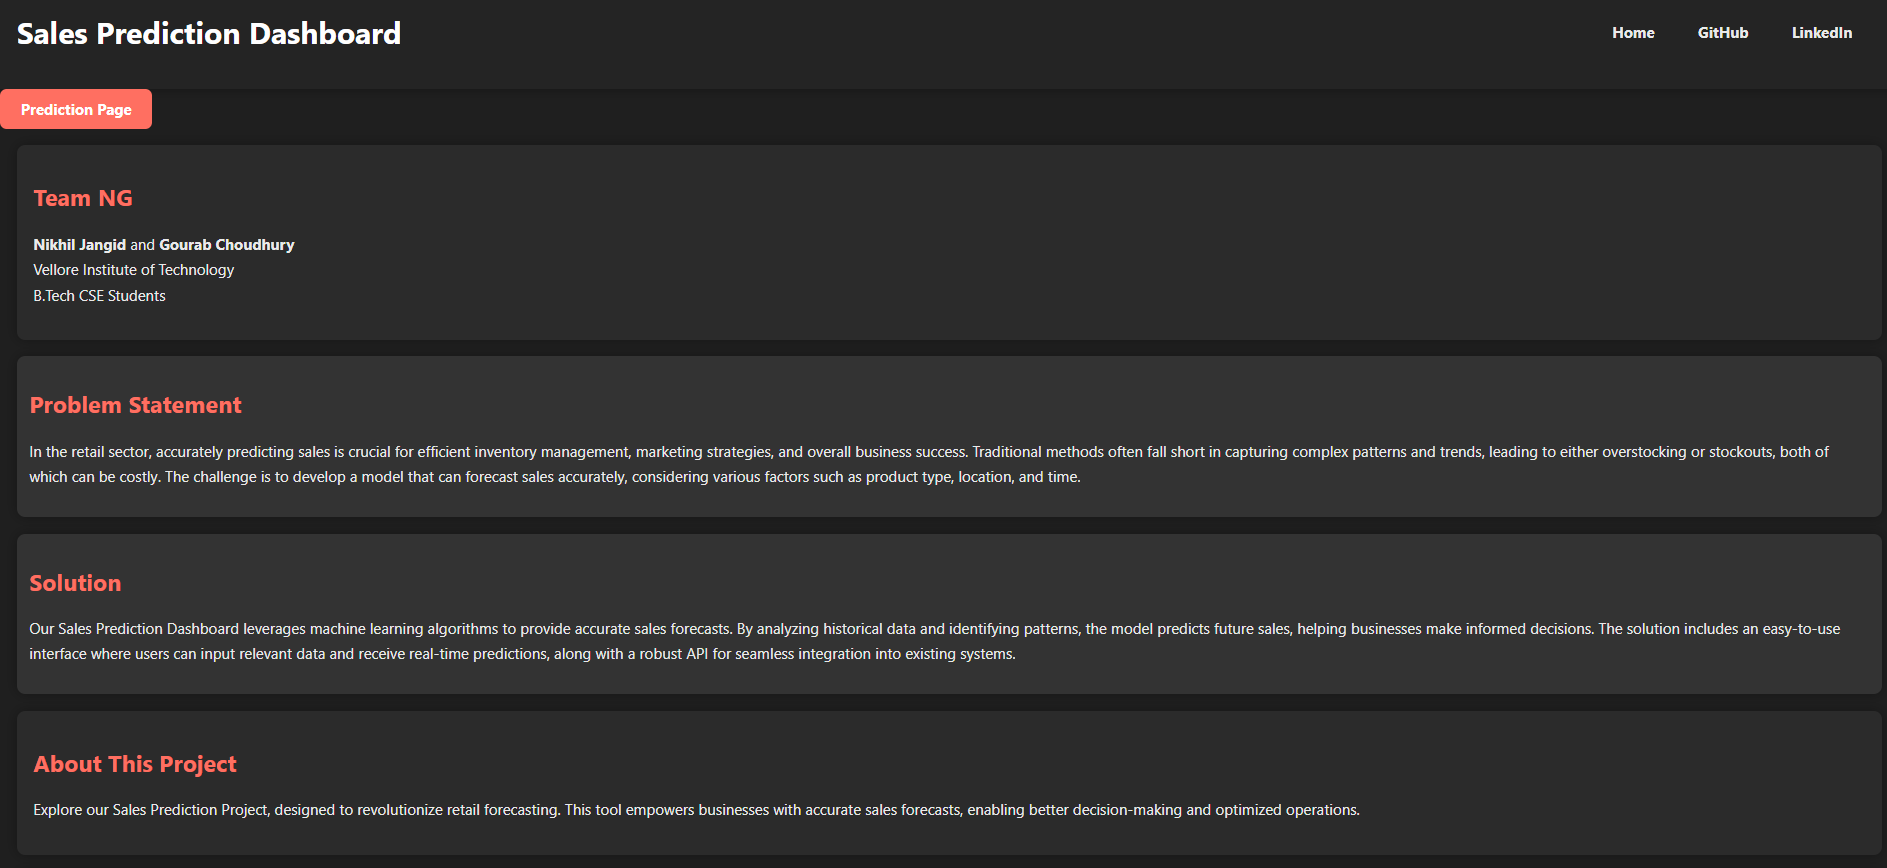 Sales Prediction Dashboard
Home GitHub LinkedIn
Prediction Page
Team NG
Nikhil Jangid and Gourab Choudhury
Vellore Institute of Technology
B.Tech CSE Students
Problem Statement
In the retail sector, accurately predicting sales is crucial for efficient inventory management, marketing strategies, and overall business success. Traditional methods often fall short in capturing complex patterns and trends, leading to either overstocking or stockouts, both of
which can be costly. The challenge is to develop a model that can forecast sales accurately, considering various factors such as product type, location, and time.
Solution
Our Sales Prediction Dashboard leverages machine learning algorithms to provide accurate sales forecasts. By analyzing historical data and identifying patterns, the model predicts future sales, helping businesses make informed decisions. The solution includes an easy-to-use
interface where users can input relevant data and receive real-time predictions, along with a robust API for seamless integration into existing systems.
About This Project
Explore our Sales Prediction Project, designed to revolutionize retail forecasting. This tool empowers businesses with accurate sales forecasts, enabling better decision-making and optimized operations.